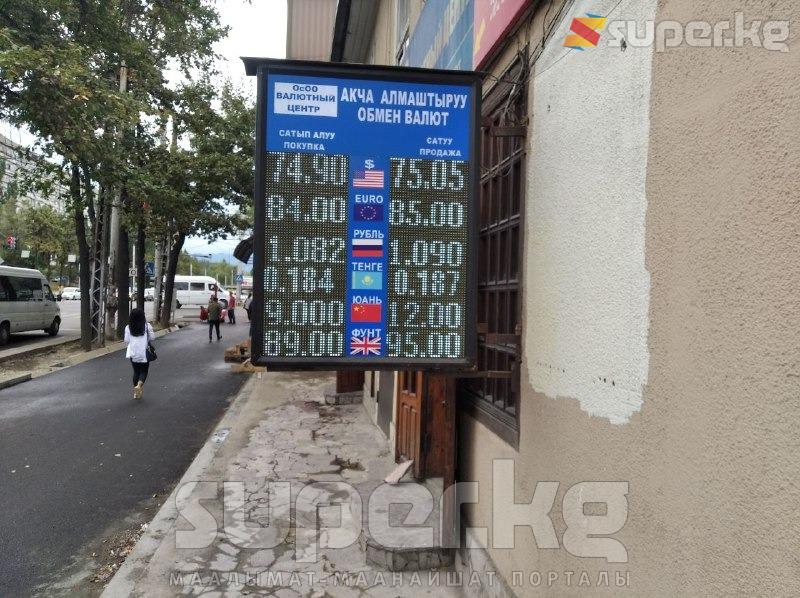 super.kg
ОсОО
ВАЛЮТНЫЙ
ЦЕНТР
АКЧА АЛМАШТЫРУУ
ОБМЕН ВАЛЮТ
САТЫП АЛУУ
ПОКУПКА
САТУУ
ПРОДАЖА
74.90 $ 75.05
84.00 EURO 85.00
1.082 РУБЛЬ 1.090
0.184 ТЕНГЕ 0.187
9.000 ЮАНЬ 12.00
89.00 ФУНТ 95.00
super.kg
МААЛЫМАТ-МААНАЙШАТ ПОРТАЛЫ